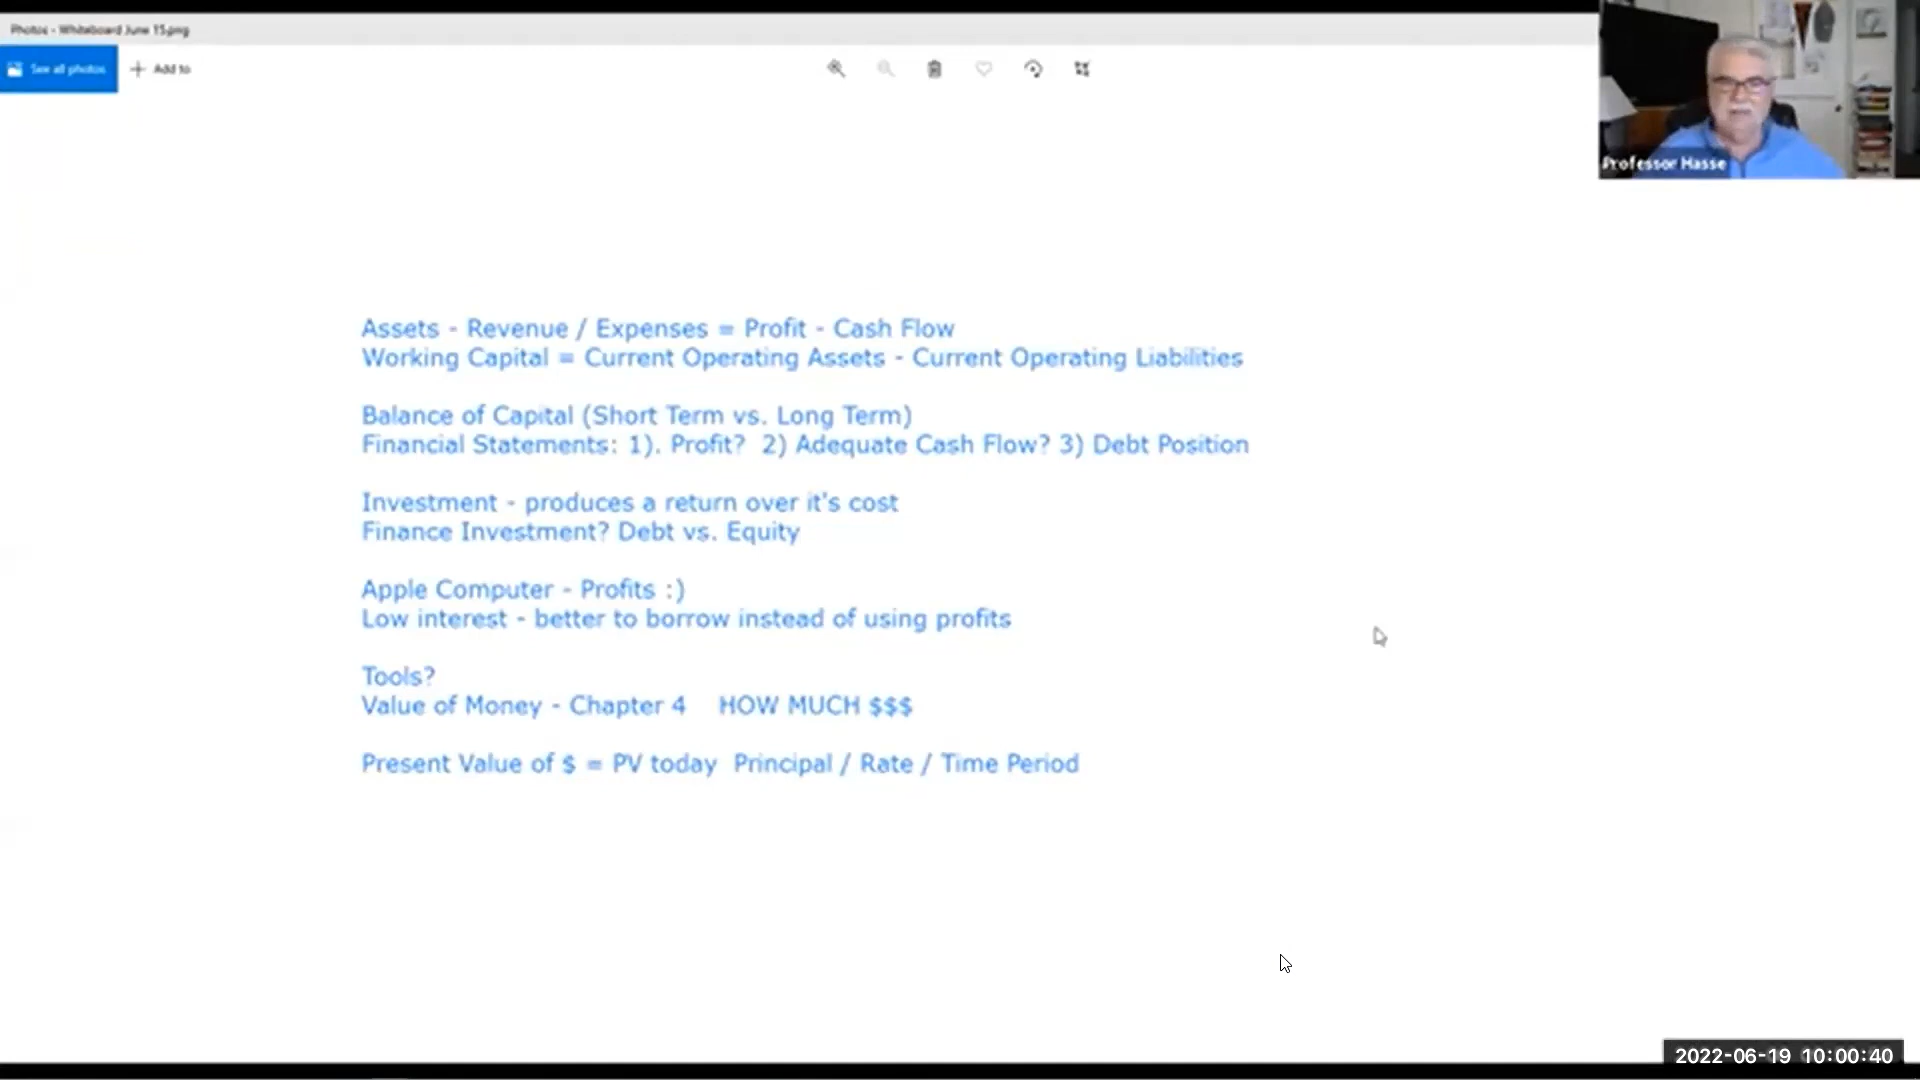 Photos - Whiteboard June 15.png
See all photos
Add to
Professor Hasse
Assets - Revenue / Expenses = Profit - Cash Flow
Working Capital = Current Operating Assets - Current Operating Liabilities
Balance of Capital (Short Term vs. Long Term)
Financial Statements: 1). Profit?  2) Adequate Cash Flow? 3) Debt Position
Investment - produces a return over it's cost
Finance Investment? Debt vs. Equity
Apple Computer - Profits :)
Low interest - better to borrow instead of using profits
Tools?
Value of Money - Chapter 4    HOW MUCH $$$
Present Value of $ = PV today  Principal / Rate / Time Period
2022-06-19 10:00:40